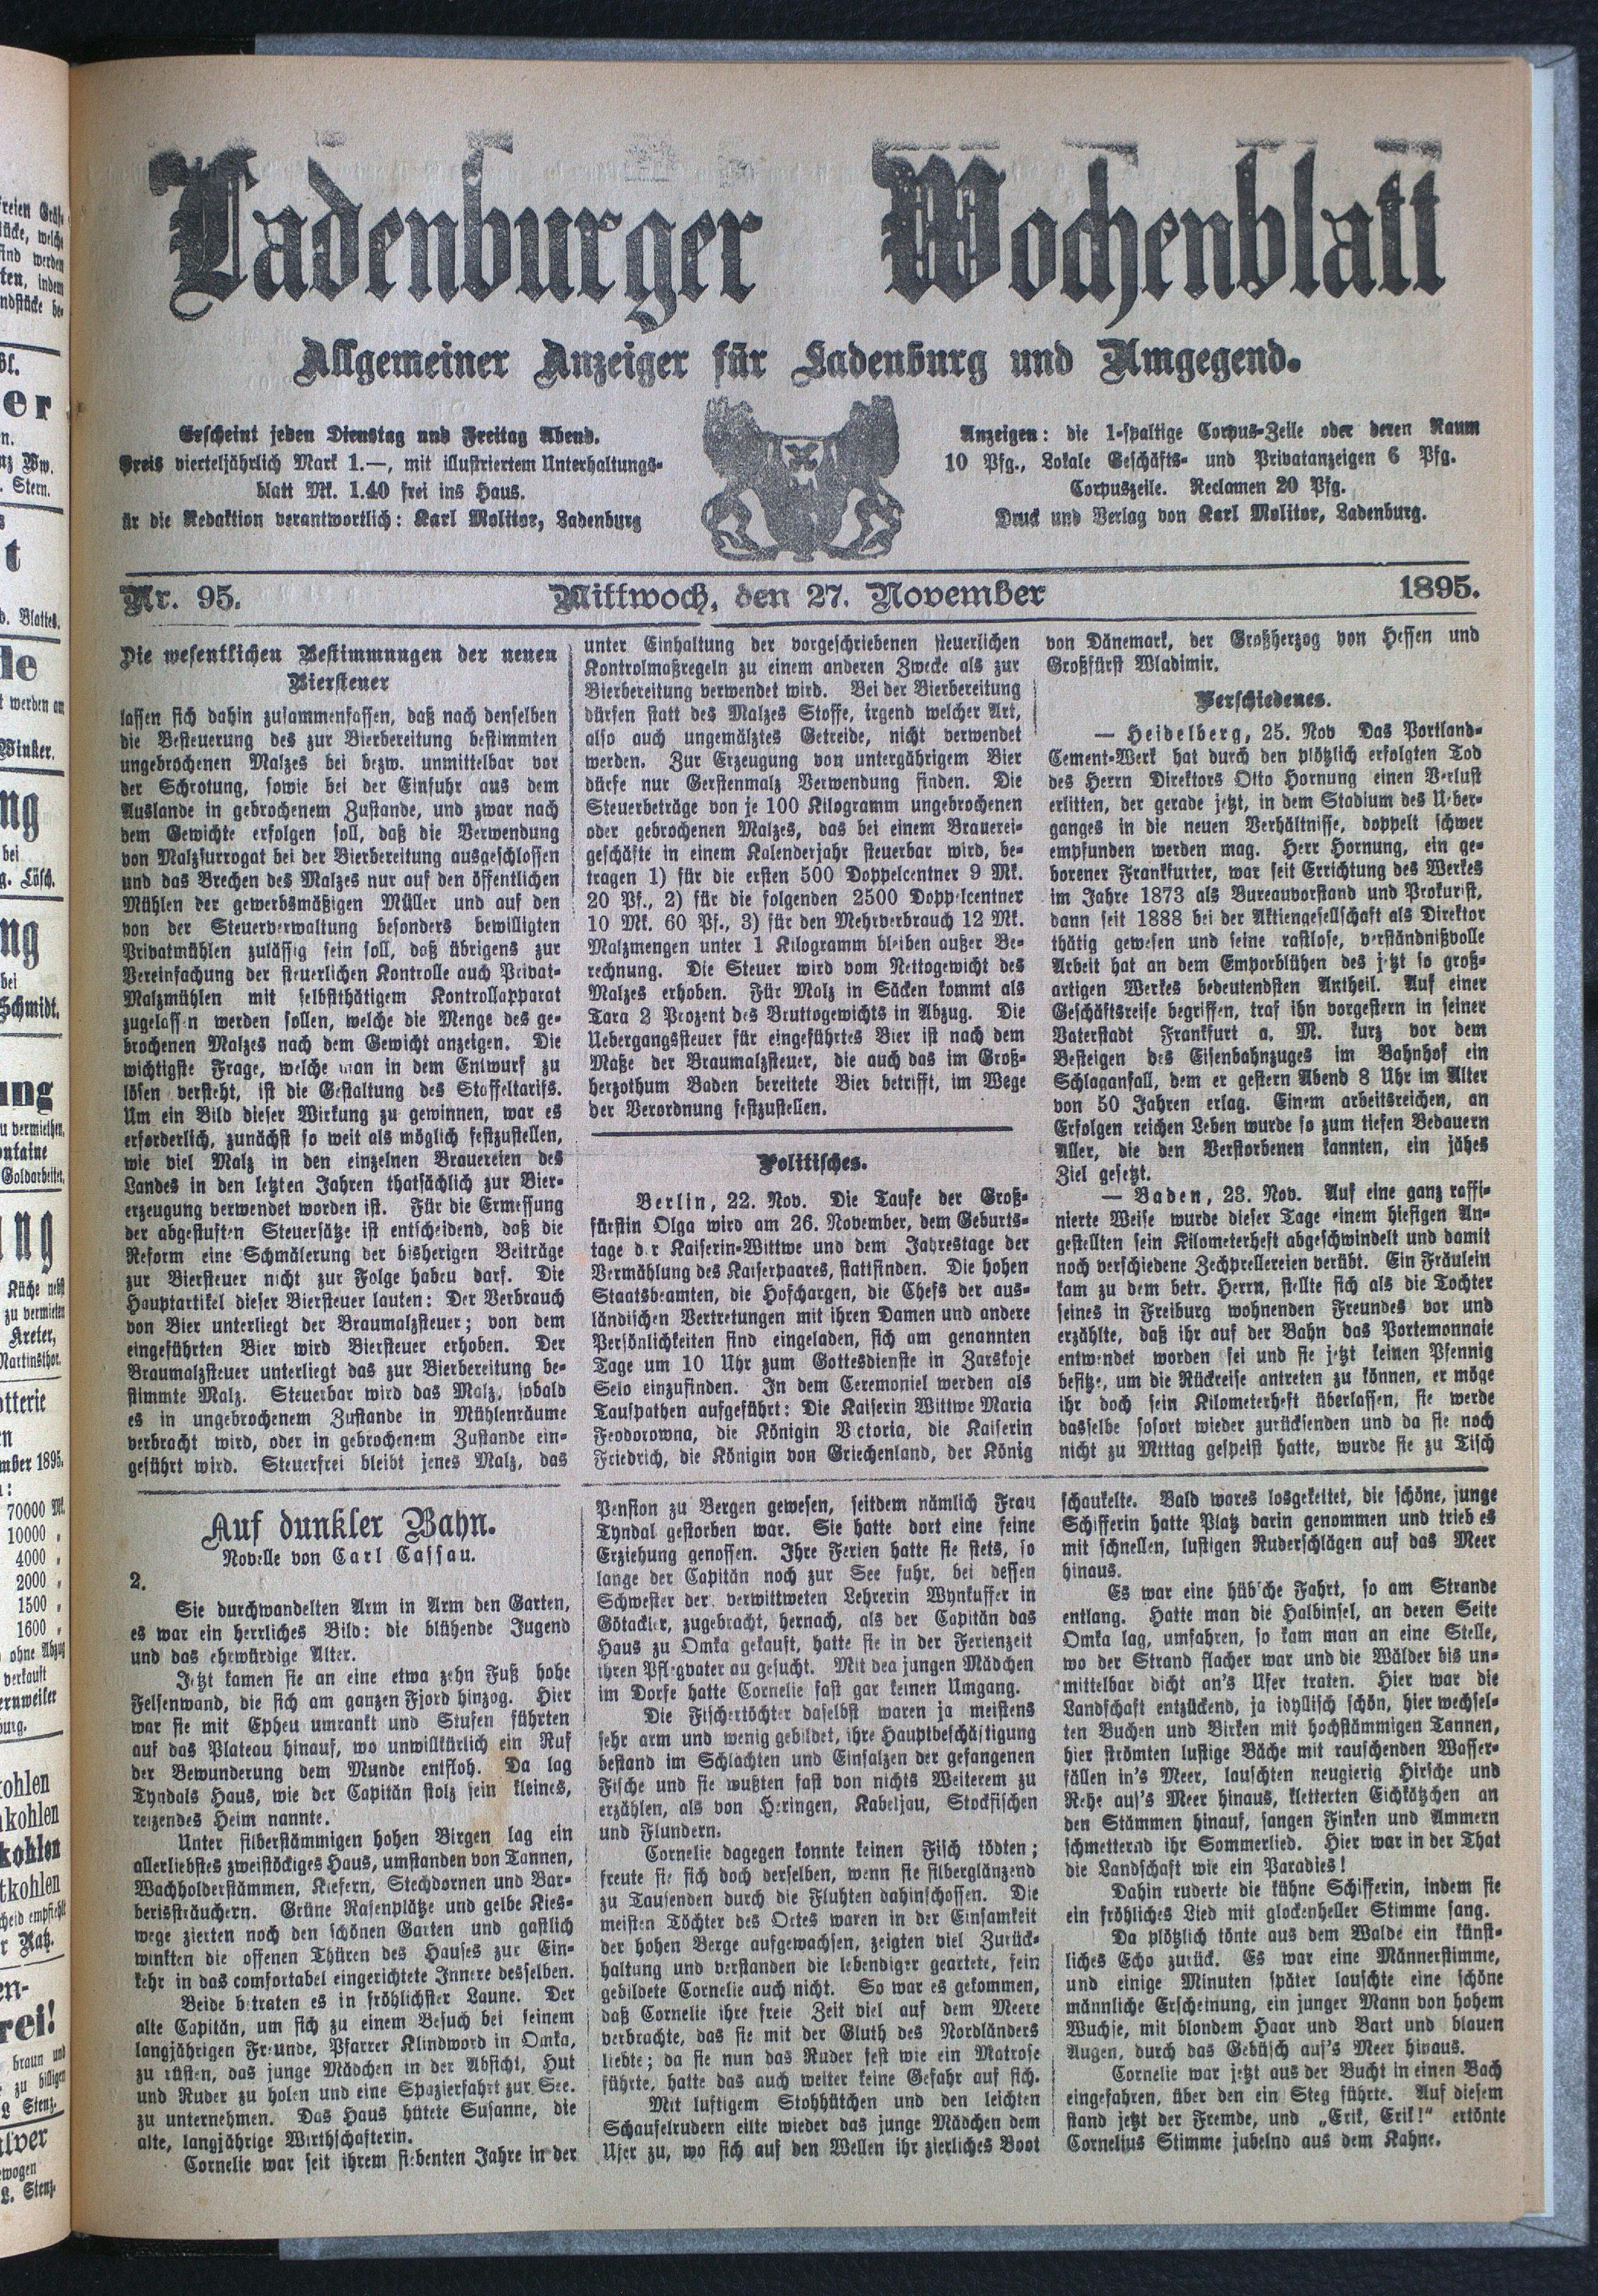 Ladenburger Wochenblatt
Allgemeiner Anzeiger für Ladenburg und Umgegend.
Erscheint jeden Dienstag und Freitag Abend.
Preis vierteljährlich Mark 1.—, mit illustriertem Unterhaltungs-
blatt Mk. 1.40 frei ins Haus.
ür die Redaktion verantwortlich: Karl Molitor, Ladenburg
Anzeigen: die 1-spaltige Corpus-Zeile oder deren Raum
10 Pfg., Lokale Geschäfts- und Privatanzeigen 6 Pfg.
Corpuszeile. Reclamen 20 Pfg.
Druck und Verlag von Karl Molitor, Ladenburg.
Nr. 95. Mittwoch, den 27. November 1895.
Die wesentlichen Bestimmungen der neuen
Biersteuer
lassen sich dahin zusammenfassen, daß nach denselben
die Besteuerung des zur Bierbereitung bestimmten
ungebrochenen Malzes bei bezw. unmittelbar vor
der Schrotung, sowie bei der Einfuhr aus dem
Auslande in gebrochenem Zustande, und zwar nach
dem Gewichte erfolgen soll, daß die Verwendung
von Malzsurrogat bei der Bierbereitung ausgeschlossen
und das Brechen des Malzes nur auf den öffentlichen
Mühlen der gewerbsmäßigen Müller und auf den
von der Steuerverwaltung besonders bewilligten
Privatmühlen zulässig sein soll, daß übrigens zur
Vereinfachung der steuerlichen Kontrolle auch Privat-
Malzmühlen mit selbstthätigem Kontrollapparat
zugelassen werden sollen, welche die Menge des ge-
brochenen Malzes nach dem Gewicht anzeigen. Die
wichtigste Frage, welche man in dem Entwurf zu
lösen versteht, ist die Gestaltung des Staffeltarifs.
Um ein Bild dieser Wirkung zu gewinnen, war es
erforderlich, zunächst so weit als möglich festzustellen,
wie viel Malz in den einzelnen Brauereien des
Landes in den letzten Jahren thatsächlich zur Bier-
erzeugung verwendet worden ist. Für die Ermessung
der abgestuften Steuersätze ist entscheidend, daß die
Reform eine Schmälerung der bisherigen Beiträge
zur Biersteuer nicht zur Folge habeu darf. Die
Hauptartikel dieser Biersteuer lauten: Der Verbrauch
von Bier unterliegt der Braumalzsteuer; von dem
eingeführten Bier wird Biersteuer erhoben. Der
Braumalzsteuer unterliegt das zur Bierbereitung be-
stimmte Malz. Steuerbar wird das Malz, sobald
es in ungebrochenem Zustande in Mühlenräume
verbracht wird, oder in gebrochenem Zustande ein-
geführt wird. Steuerfrei bleibt jenes Malz, das
unter Einhaltung der vorgeschriebenen steuerlichen
Kontrolmaßregeln zu einem anderen Zwecke als zur
Bierbereitung verwendet wird. Bei der Bierbereitung
dürfen statt des Malzes Stoffe, irgend welcher Art,
also auch ungemälztes Getreide, nicht verwendet
werden. Zur Erzeugung von untergährigem Bier
dürfe nur Gerstenmalz Verwendung finden. Die
Steuerbeträge von je 100 Kilogramm ungebrochenen
oder gebrochenen Malzes, das bei einem Brauerei-
geschäfte in einem Kalenderjahr steuerbar wird, be-
tragen 1) für die ersten 500 Doppelcentner 9 Mk.
20 Pf., 2) für die folgenden 2500 Doppelcentner
10 Mk. 60 Pf., 3) für den Mehrverbrauch 12 Mk.
Malzmengen unter 1 Kilogramm bleiben außer Be-
rechnung. Die Steuer wird vom Nettogewicht des
Malzes erhoben. Für Malz in Säcken kommt als
Tara 2 Prozent des Bruttogewichts in Abzug. Die
Uebergangssteuer für eingeführtes Bier ist nach dem
Maße der Braumalzsteuer, die auch das im Groß-
herzothum Baden bereitete Bier betrifft, im Wege
der Verordnung festzustellen.
Politisches.
Berlin, 22. Nov. Die Taufe der Groß-
fürstin Olga wird am 26. November, dem Geburts-
tage der Kaiserin-Wittwe und dem Jahrestage der
Vermählung des Kaiserpaares, stattfinden. Die hohen
Staatsbeamten, die Hofchargen, die Chefs der aus-
ländischen Vertretungen mit ihren Damen und andere
Persönlichkeiten sind eingeladen, sich am genannten
Tage um 10 Uhr zum Gottesdienste in Zarskoje
Selo einzufinden. In dem Ceremoniel werden als
Taufpathen aufgeführt: Die Kaiserin Wittwe Maria
Feodorowna, die Königin Victoria, die Kaiserin
Friedrich, die Königin von Griechenland, der König
von Dänemark, der Großherzog von Hessen und
Großfürst Wladimir.
Verschiedenes.
— Heidelberg, 25. Nov Das Portland-
Cement-Werk hat durch den plötzlich erfolgten Tod
des Herrn Direktors Otto Hornung einen Verlust
erlitten, der gerade jetzt, in dem Stadium des Ueber-
ganges in die neuen Verhältnisse, doppelt schwer
empfunden werden mag. Herr Hornung, ein ge-
borener Frankfurter, war seit Errichtung des Werkes
im Jahre 1873 als Bureauvorstand und Prokurist,
dann seit 1888 bei der Aktiengesellschaft als Direktor
thätig gewesen und seine rastlose, verständnißvolle
Arbeit hat an dem Emporblühen des jetzt so groß-
artigen Werkes bedeutendsten Antheil. Auf einer
Geschäftsreise begriffen, traf ihn vorgestern in seiner
Vaterstadt Frankfurt a. M. kurz vor dem
Besteigen des Eisenbahnzuges im Bahnhof ein
Schlaganfall, dem er gestern Abend 8 Uhr im Alter
von 50 Jahren erlag. Einem arbeitsreichen, an
Erfolgen reichen Leben wurde so zum tiefen Bedauern
Aller, die den Verstorbenen kannten, ein jähes
Ziel gesetzt.
— Baden, 23. Nov. Auf eine ganz raffi-
nierte Weise wurde dieser Tage einem hiesigen An-
gestellten sein Kilometerheft abgeschwindelt und damit
noch verschiedene Zechprellereien verübt. Ein Fräulein
kam zu dem betr. Herrn, stellte sich als die Tochter
seines in Freiburg wohnenden Freundes vor und
erzählte, daß ihr auf der Bahn das Portemonnaie
entwendet worden sei und sie jetzt keinen Pfennig
besitze, um die Rückreise antreten zu können, er möge
ihr doch sein Kilometerheft überlassen, sie werde
dasselbe sofort wieder zurücksenden und da sie noch
nicht zu Mittag gespeist hatte, wurde sie zu Tisch
Auf dunkler Bahn.
Novelle von Carl Cassau.
2.
Sie durchwandelten Arm in Arm den Garten,
es war ein herrliches Bild: die blühende Jugend
und das ehrwürdige Alter.
Jetzt kamen sie an eine etwa zehn Fuß hohe
Felsenwand, die sich am ganzen Fjord hinzog. Hier
war sie mit Epheu umrankt und Stufen führten
auf das Plateau hinauf, wo unwillkürlich ein Ruf
der Bewunderung dem Munde entfloh. Da lag
Tyndals Haus, wie der Capitän stolz sein kleines,
reizendes Heim nannte.
Unter silberstämmigen hohen Birgen lag ein
allerliebstes zweistöckiges Haus, umstanden von Tannen,
Wachholderstämmen, Kiefern, Stechdornen und Bar-
berissträuchern. Grüne Rasenplätze und gelbe Kies-
wege zierten noch den schönen Garten und gastlich
winkten die offenen Thüren des Hauses zur Ein-
kehr in das comfortabel eingerichtete Innere desselben.
Beide betraten es in fröhlichster Laune. Der
alte Capitän, um sich zu einem Besuch bei seinem
langjährigen Freunde, Pfarrer Klindword in Omka,
zu rüsten, das junge Mädchen in der Absicht, Hut
und Ruder zu holen und eine Spazierfahrt zur See.
zu unternehmen. Das Haus hütete Susanne, die
alte, langjährige Wirthschafterin.
Cornelie war seit ihrem siebenten Jahre in der
Pension zu Bergen gewesen, seitdem nämlich Frau
Tyndal gestorben war. Sie hatte dort eine feine
Erziehung genossen. Ihre Ferien hatte sie stets, so
lange der Capitän noch zur See fuhr, bei dessen
Schwester der verwittweten Lehrerin Wynkuffer in
Götackler, zugebracht, hernach, als der Capitän das
Haus zu Omka gekauft, hatte sie in der Ferienzeit
ihren Pflegvater au gesucht. Mit dea jungen Mädchen
im Dorfe hatte Cornelie fast gar keinen Umgang.
Die Fischertöchter daselbst waren ja meistens
sehr arm und wenig gebildet, ihre Hauptbeschäftigung
bestand im Schlachten und Einsalzen der gefangenen
Fische und sie wußten fast von nichts Weiterem zu
erzählen, als von Heringen, Kabeljau, Stockfischen
und Flundern.
Cornelie dagegen konnte keinen Fisch tödten;
freute sie sich doch derselben, wenn sie silberglänzend
zu Tausenden durch die Fluhten dahinschossen. Die
meisten Töchter des Ortes waren in der Einsamkeit
der hohen Berge aufgewachsen, zeigten viel Zurück-
haltung und verstanden die lebendiger geartete, fein
gebildete Cornelie auch nicht. So war es gekommen,
daß Cornelie ihre freie Zeit viel auf dem Meere
verbrachte, das sie mit der Gluth des Nordländers
liebte; da sie nun das Ruder fest wie ein Matrose
führte, hatte das auch weiter keine Gefahr auf sich.
Mit luftigem Stohhütchen und den leichten
Schaufelrudern eilte wieder das junge Mädchen dem
Ufer zu, wo sich auf den Wellen ihr zierliches Boot
schaukelte. Bald wares losgekettet, die schöne, junge
Schifferin hatte Platz darin genommen und trieb es
mit schnellen, lustigen Ruderschlägen auf das Meer
hinaus.
Es war eine hübsche Fahrt, so am Strande
entlang. Hatte man die Halbinsel, an deren Seite
Omka lag, umfahren, so kam man an eine Stelle,
wo der Strand flacher war und die Wälder bis un-
mittelbar dicht an's Ufer traten. Hier war die
Landschaft entzückend, ja idyllisch schön, hier wechsel-
ten Buchen und Birken mit hochstämmigen Tannen,
hier strömten lustige Bäche mit rauschenden Wasser-
fällen in's Meer, lauschten neugierig Hirsche und
Rehe auf's Meer hinaus, kletterten Eichkätzchen an
den Stämmen hinauf, sangen Finken und Ammern
schmetternd ihr Sommerlied. Hier war in der That
die Landschaft wie ein Paradies!
Dahin ruderte die kühne Schifferin, indem sie
ein fröhliches Lied mit glockenheller Stimme sang.
Da plötzlich tönte aus dem Walde ein künst-
liches Echo zurück. Es war eine Männerstimme,
und einige Minuten später lauschte eine schöne
männliche Erscheinung, ein junger Mann von hohem
Wuchse, mit blondem Haar und Bart und blauen
Augen, durch das Gebüsch auf's Meer hinaus.
Cornelie war jetzt aus der Bucht in einen Bach
eingefahren, über den ein Steg führte. Auf diesem
stand jetzt der Fremde, und „Erik, Erik!" ertönte
Cornelius Stimme jubelnd aus dem Kahne.